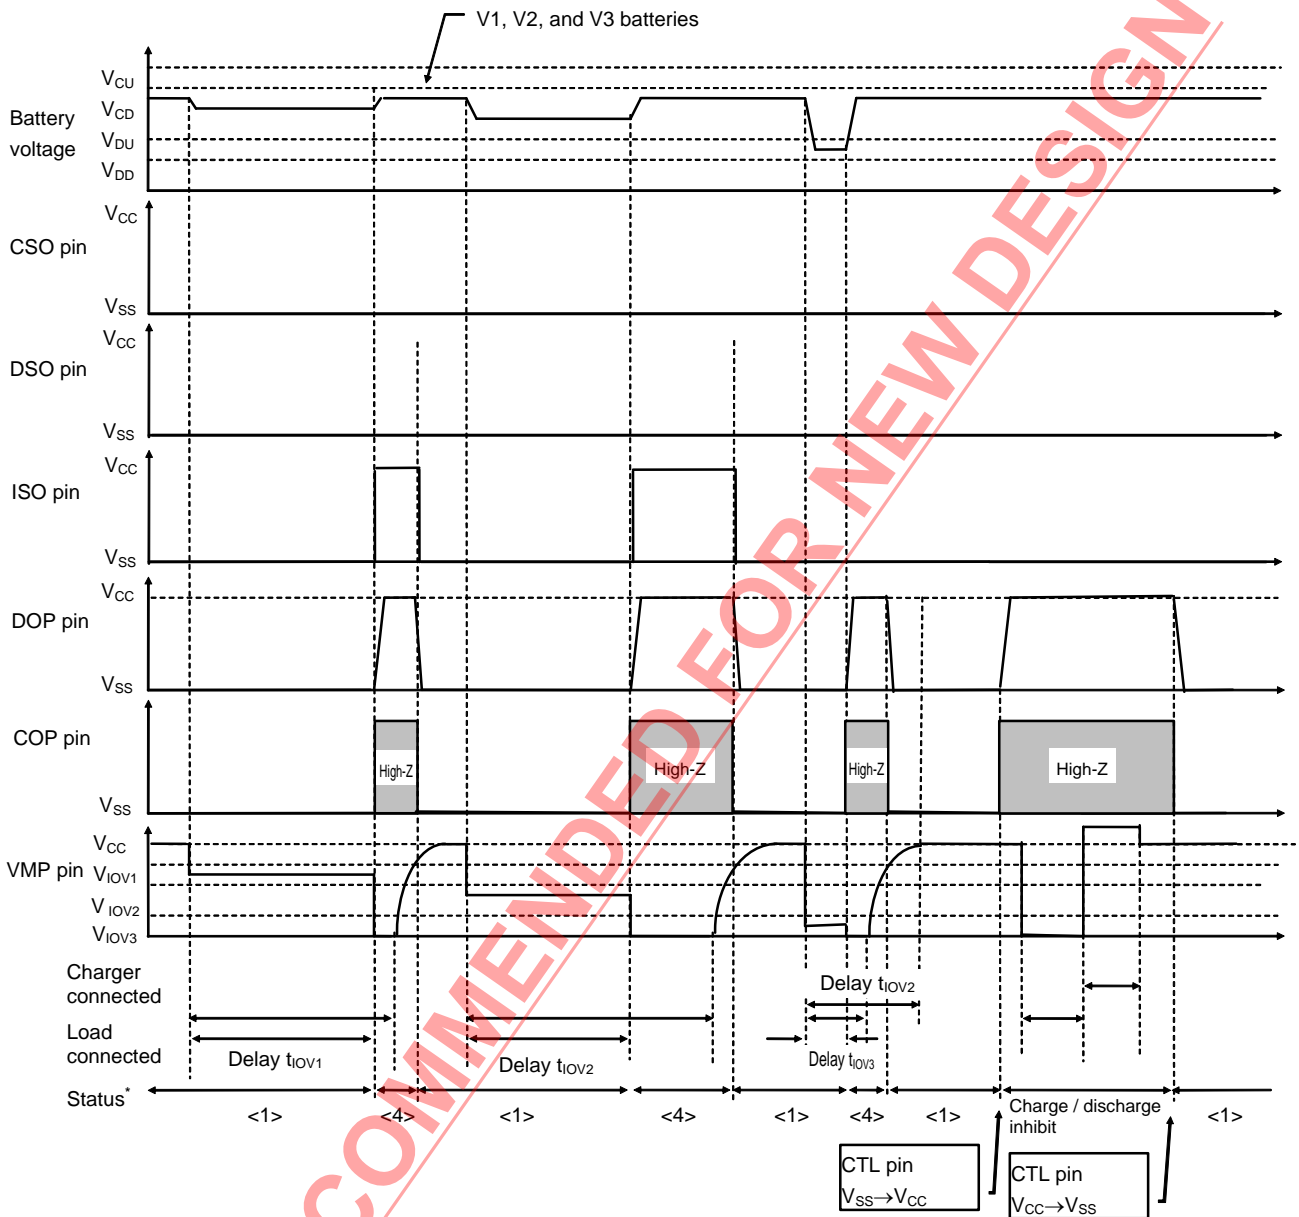 V1, V2, and V3 batteries
VCU
VCD
VDU
VDD
Battery
voltage
VCC
CSO pin
VSS
VCC
DSO pin
VSS
VCC
ISO pin
VSS
VCC
DOP pin
VSS
COP pin
High-Z
High-Z
High-Z
High-Z
VSS
VCC
VMP pin
VIOV1
VIOV2
VIOV3
Charger
connected
Delay tIOV2
Load
connected
Delay tIOV1
Delay tIOV2
Delay tIOV3
Status*
<1>
<4>
<1>
<4>
<1>
<4>
<1>
Charge / discharge
inhibit
<1>
CTL pin
VSS→VCC
CTL pin
VCC→VSS
COMMENDED FOR NEW DESIGN